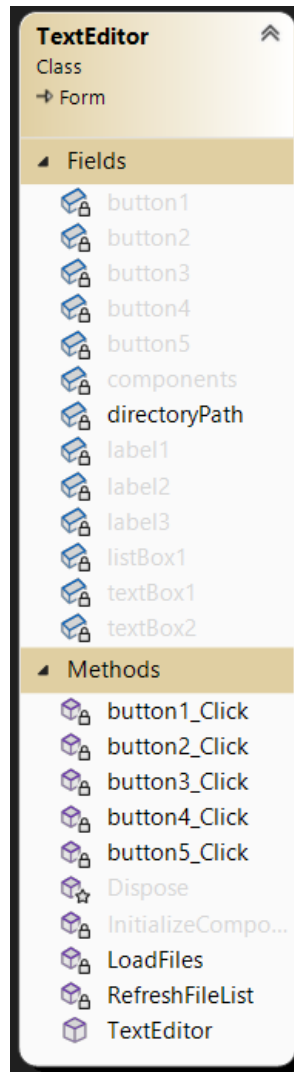 TextEditor
Class
Form
Fields
button1
button2
button3
button4
button5
components
directoryPath
label1
label2
label3
listBox1
textBox1
textBox2
Methods
button1_Click
button2_Click
button3_Click
button4_Click
button5_Click
Dispose
InitializeCompo...
LoadFiles
RefreshFileList
TextEditor